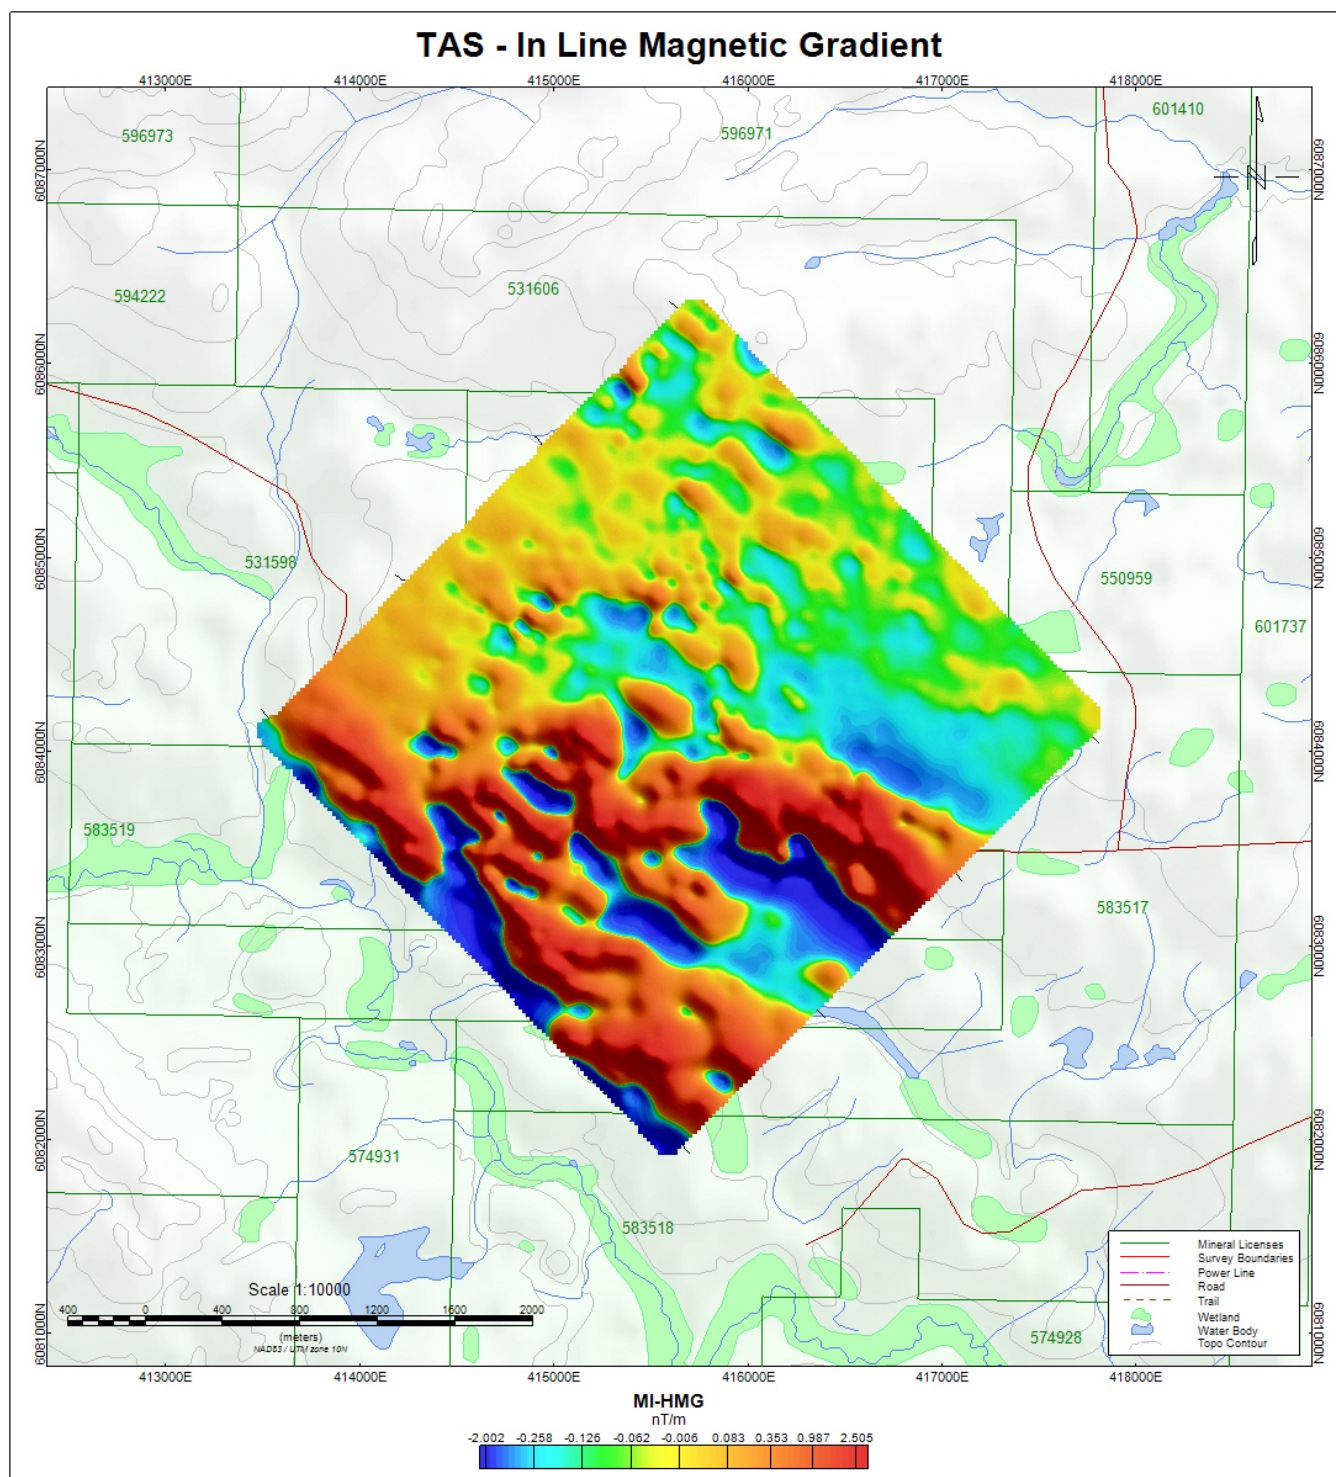 TAS - In Line Magnetic Gradient
413000E 414000E 415000E 416000E 417000E 418000E
596973 596971 601410
6087000N 6087000N
594222 531606
6086000N 6086000N
531598 550959
6085000N 6085000N
601737
6084000N 6084000N
583519
583517
6083000N 6083000N
6082000N 6082000N
574931
583518
Mineral Licenses
Survey Boundaries
Power Line
Road
Trail
Wetland
Water Body
Topo Contour
Scale 1:10000
400 0 400 800 1200 1600 2000
(meters)
NAD83 / UTM zone 10N
574928
6081000N 6081000N
413000E 414000E 415000E 416000E 417000E 418000E
MI-HMG
nT/m
-2.002 -0.258 -0.126 -0.062 -0.006 0.083 0.353 0.987 2.505